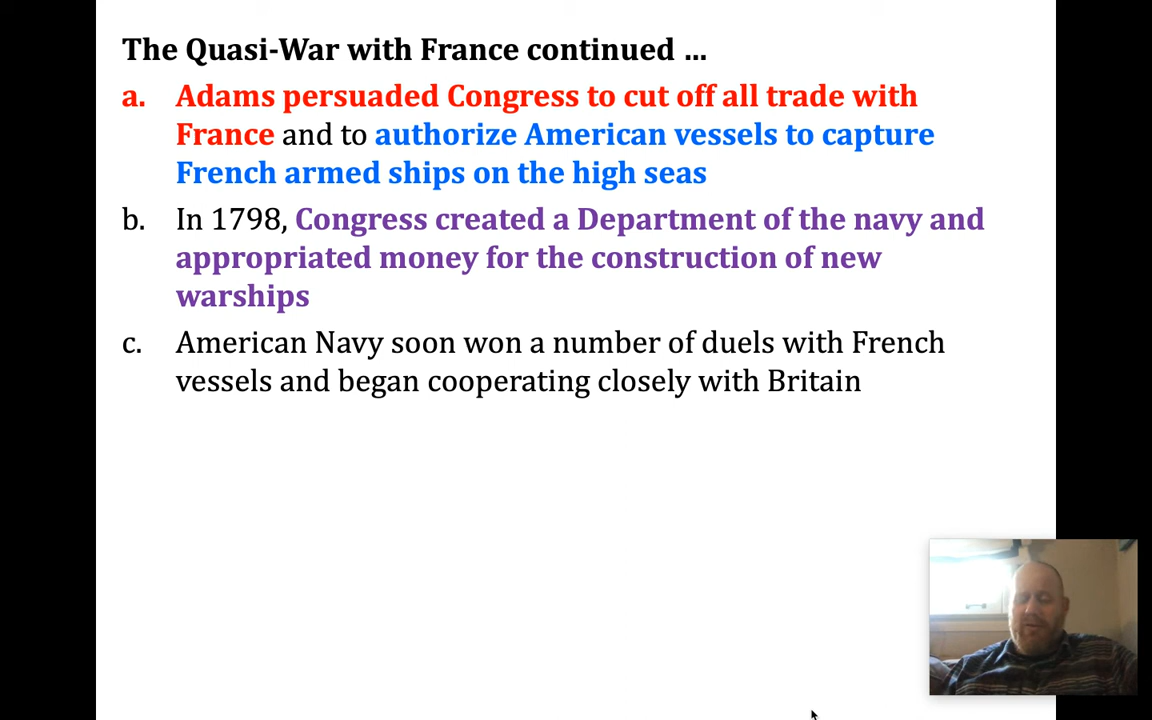 The Quasi-War with France continued …
a. Adams persuaded Congress to cut off all trade with
France and to authorize American vessels to capture
French armed ships on the high seas
b. In 1798, Congress created a Department of the navy and
appropriated money for the construction of new
warships
c. American Navy soon won a number of duels with French
vessels and began cooperating closely with Britain